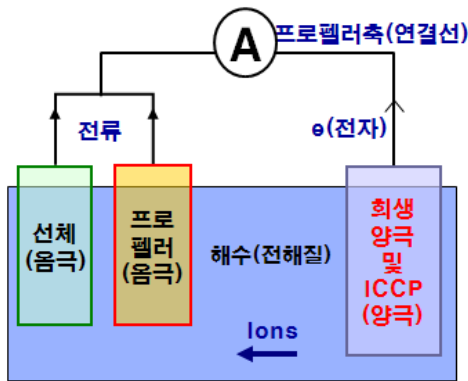 A
프로펠러축(연결선)
전류
e(전자)
선체
(음극)
프로
펠러
(음극)
해수(전해질)
회생
양극
및
ICCP
(양극)
Ions